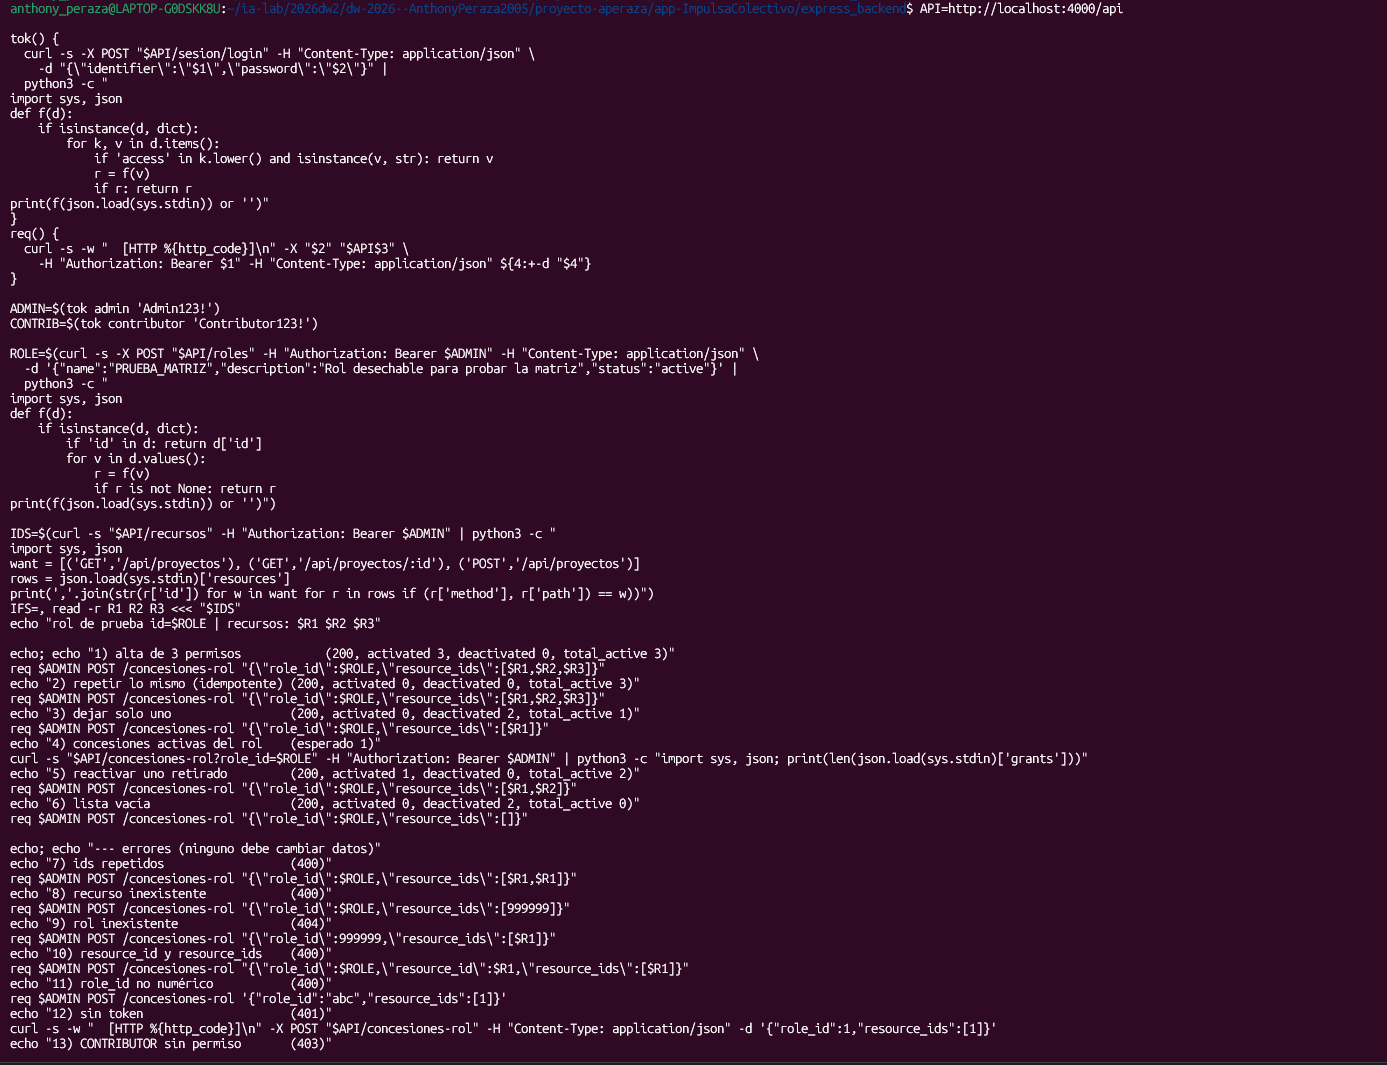 anthony_peraza@LAPTOP-G0DSKK8U:~/ia-lab/2026dw2/dw-2026--AnthonyPeraza2005/proyecto-aperaza/app-ImpulsaColectivo/express_backend$ API=http://localhost:4000/api
tok() {
  curl -s -X POST "$API/sesion/login" -H "Content-Type: application/json" \
    -d "{\"identifier\":\"$1\",\"password\":\"$2\"}" |
  python3 -c "
import sys, json
def f(d):
    if isinstance(d, dict):
        for k, v in d.items():
            if 'access' in k.lower() and isinstance(v, str): return v
            r = f(v)
            if r: return r
print(f(json.load(sys.stdin)) or '')"
}
req() {
  curl -s -w "  [HTTP %{http_code}]\n" -X "$2" "$API$3" \
    -H "Authorization: Bearer $1" -H "Content-Type: application/json" ${4:+-d "$4"}
}
ADMIN=$(tok admin 'Admin123!')
CONTRIB=$(tok contributor 'Contributor123!')
ROLE=$(curl -s -X POST "$API/roles" -H "Authorization: Bearer $ADMIN" -H "Content-Type: application/json" \
  -d '{"name":"PRUEBA_MATRIZ","description":"Rol desechable para probar la matriz","status":"active"}' |
  python3 -c "
import sys, json
def f(d):
    if isinstance(d, dict):
        if 'id' in d: return d['id']
        for v in d.values():
            r = f(v)
            if r is not None: return r
print(f(json.load(sys.stdin)) or '')")
IDS=$(curl -s "$API/recursos" -H "Authorization: Bearer $ADMIN" | python3 -c "
import sys, json
want = [('GET','/api/proyectos'), ('GET','/api/proyectos/:id'), ('POST','/api/proyectos')]
rows = json.load(sys.stdin)['resources']
print(','.join(str(r['id']) for w in want for r in rows if (r['method'], r['path']) == w))")
IFS=, read -r R1 R2 R3 <<< "$IDS"
echo "rol de prueba id=$ROLE | recursos: $R1 $R2 $R3"
echo; echo "1) alta de 3 permisos            (200, activated 3, deactivated 0, total_active 3)"
req $ADMIN POST /concesiones-rol "{\"role_id\":$ROLE,\"resource_ids\":[$R1,$R2,$R3]}"
echo "2) repetir lo mismo (idempotente) (200, activated 0, deactivated 0, total_active 3)"
req $ADMIN POST /concesiones-rol "{\"role_id\":$ROLE,\"resource_ids\":[$R1,$R2,$R3]}"
echo "3) dejar solo uno                 (200, activated 0, deactivated 2, total_active 1)"
req $ADMIN POST /concesiones-rol "{\"role_id\":$ROLE,\"resource_ids\":[$R1]}"
echo "4) concesiones activas del rol    (esperado 1)"
curl -s "$API/concesiones-rol?role_id=$ROLE" -H "Authorization: Bearer $ADMIN" | python3 -c "import sys, json; print(len(json.load(sys.stdin)['grants']))"
echo "5) reactivar uno retirado         (200, activated 1, deactivated 0, total_active 2)"
req $ADMIN POST /concesiones-rol "{\"role_id\":$ROLE,\"resource_ids\":[$R1,$R2]}"
echo "6) lista vacía                    (200, activated 0, deactivated 2, total_active 0)"
req $ADMIN POST /concesiones-rol "{\"role_id\":$ROLE,\"resource_ids\":[]}"
echo; echo "--- errores (ninguno debe cambiar datos)"
echo "7) ids repetidos                  (400)"
req $ADMIN POST /concesiones-rol "{\"role_id\":$ROLE,\"resource_ids\":[$R1,$R1]}"
echo "8) recurso inexistente            (400)"
req $ADMIN POST /concesiones-rol "{\"role_id\":$ROLE,\"resource_ids\":[999999]}"
echo "9) rol inexistente                (404)"
req $ADMIN POST /concesiones-rol "{\"role_id\":999999,\"resource_ids\":[$R1]}"
echo "10) resource_id y resource_ids    (400)"
req $ADMIN POST /concesiones-rol "{\"role_id\":$ROLE,\"resource_id\":$R1,\"resource_ids\":[$R1]}"
echo "11) role_id no numérico           (400)"
req $ADMIN POST /concesiones-rol '{"role_id":"abc","resource_ids":[1]}'
echo "12) sin token                     (401)"
curl -s -w "  [HTTP %{http_code}]\n" -X POST "$API/concesiones-rol" -H "Content-Type: application/json" -d '{"role_id":1,"resource_ids":[1]}'
echo "13) CONTRIBUTOR sin permiso       (403)"